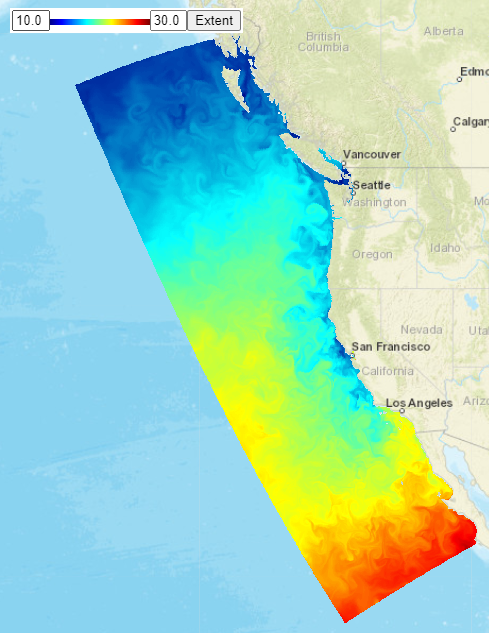 10.0 30.0 Extent
Alberta
British
Columbia
Edmo
Calgar
Vancouver
Seattle
Washington
Mo
Oregon
Idaho
Nevada
Uta
San Francisco
California
Los Angeles
Arizo